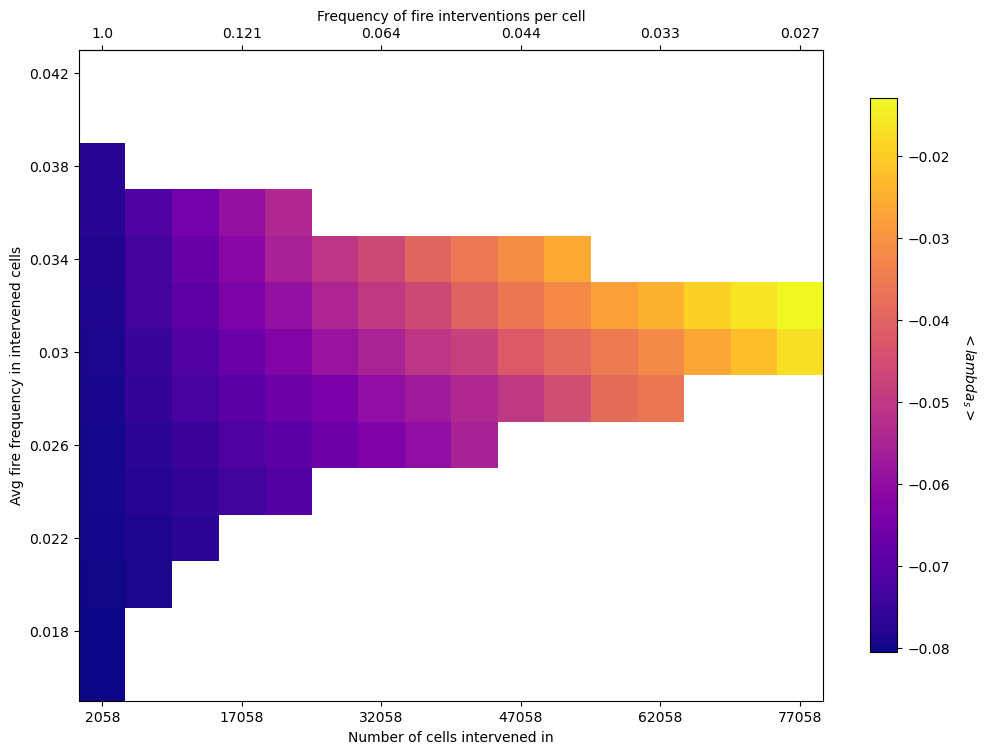 Frequency of fire interventions per cell
1.0 0.121 0.064 0.044 0.033 0.027
0.042
0.038
0.034
0.03
0.026
0.022
0.018
Avg fire frequency in intervened cells
2058 17058 32058 47058 62058 77058
Number of cells intervened in
−0.02
−0.03
−0.04
−0.05
−0.06
−0.07
−0.08
< lambda_s >